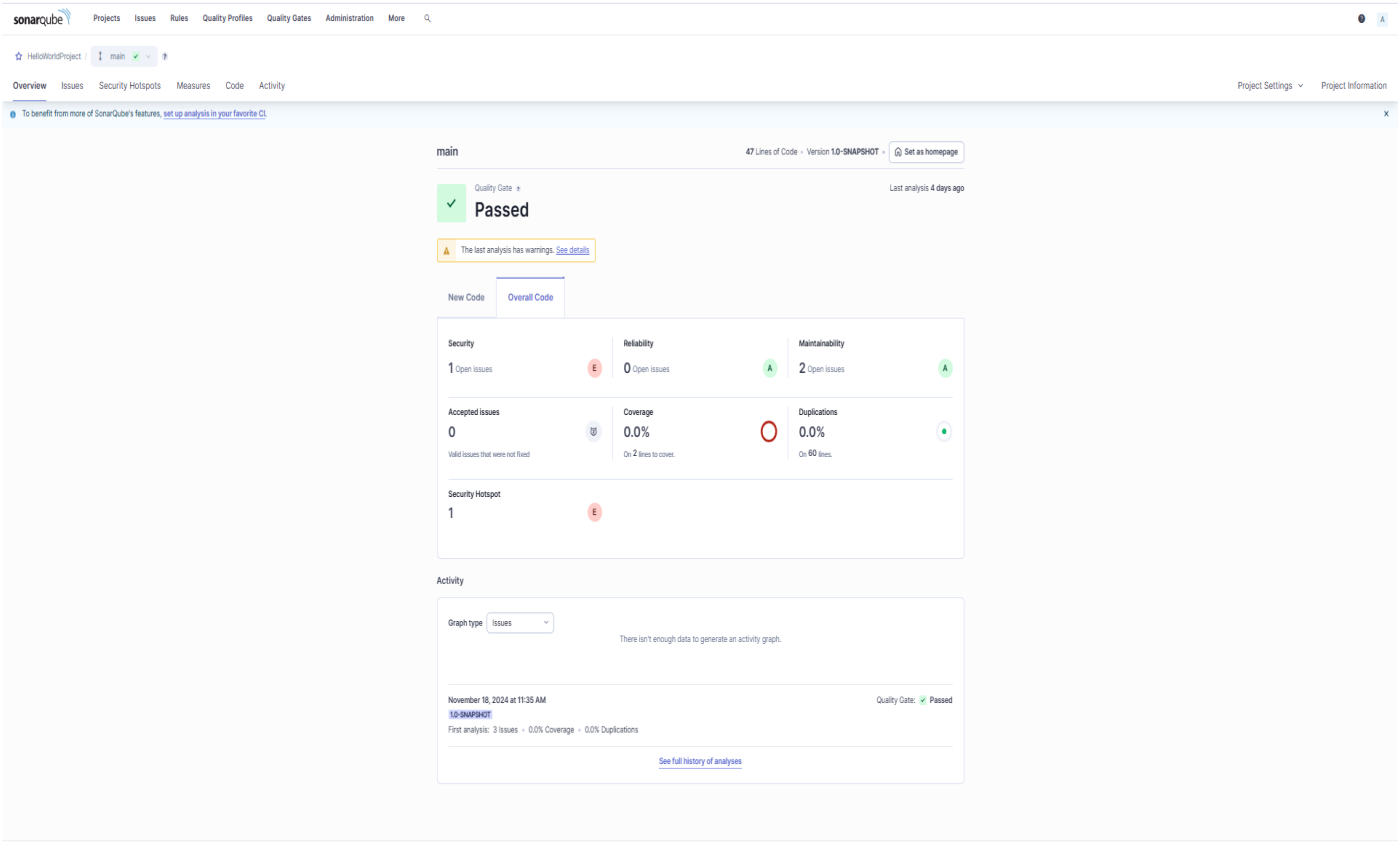 sonarqube Projects Issues Rules Quality Profiles Quality Gates Administration More ? A
HelloWorldProject / main ?
Overview Issues Security Hotspots Measures Code Activity Project Settings Project Information
To benefit from more of SonarQube's features, set up analysis in your favorite CI. X
main 47 Lines of Code • Version 1.0-SNAPSHOT • Set as homepage
Quality Gate ? Last analysis 4 days ago
Passed
The last analysis has warnings. See details
New Code Overall Code
Security Reliability Maintainability
1 Open issues E 0 Open issues A 2 Open issues A
Accepted issues Coverage Duplications
0 0.0% 0.0%
Valid issues that were not fixed On 2 lines to cover. On 60 lines.
Security Hotspot
1 E
Activity
Graph type Issues
There isn't enough data to generate an activity graph.
November 18, 2024 at 11:35 AM Quality Gate: Passed
1.0-SNAPSHOT
First analysis: 3 Issues • 0.0% Coverage • 0.0% Duplications
See full history of analyses